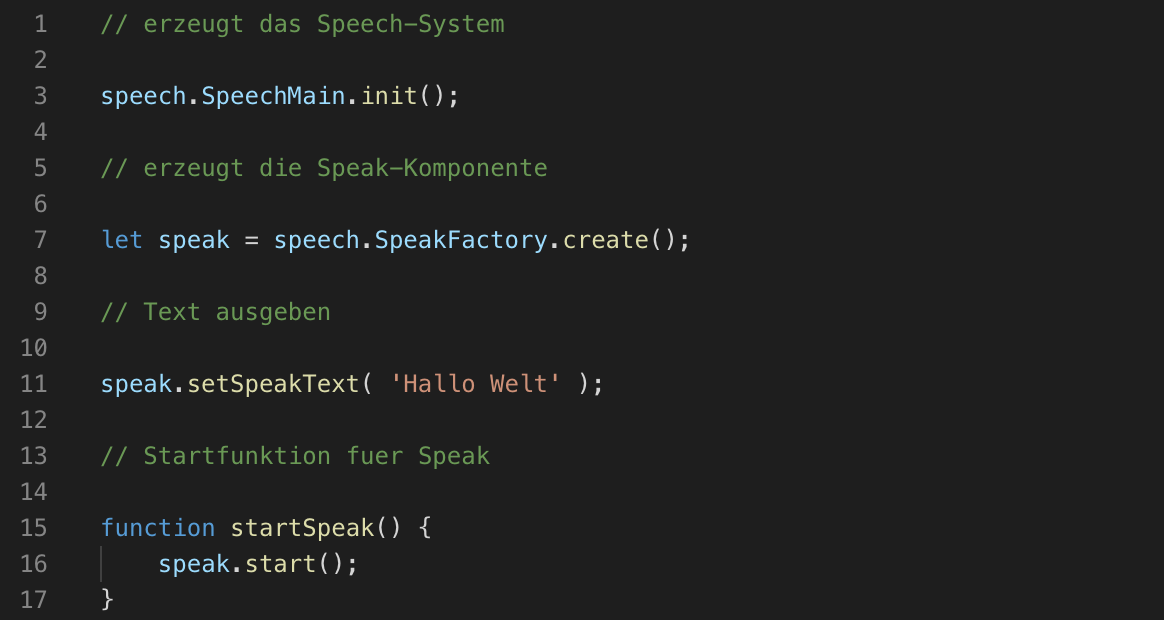 1 // erzeugt das Speech-System
2
3 speech.SpeechMain.init();
4
5 // erzeugt die Speak-Komponente
6
7 let speak = speech.SpeakFactory.create();
8
9 // Text ausgeben
10
11 speak.setSpeakText( 'Hallo Welt' );
12
13 // Startfunktion fuer Speak
14
15 function startSpeak() {
16     speak.start();
17 }